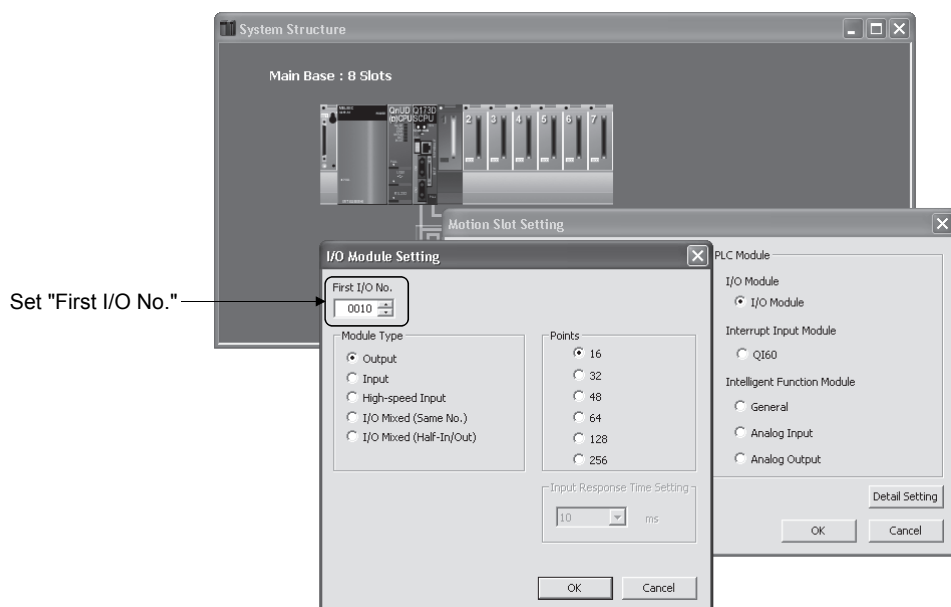 System Structure
Main Base : 8 Slots
QnUD
Q173D
SCPU
2 3 4 5 6 7
Motion Slot Setting
I/O Module Setting
Set "First I/O No."
First I/O No.
0010
Module Type
Output
Input
High-speed Input
I/O Mixed (Same No.)
I/O Mixed (Half-In/Out)
Points
16
32
48
64
128
256
Input Response Time Setting
10 ms
OK Cancel
PLC Module
I/O Module
I/O Module
Interrupt Input Module
QI60
Intelligent Function Module
General
Analog Input
Analog Output
Detail Setting
OK Cancel